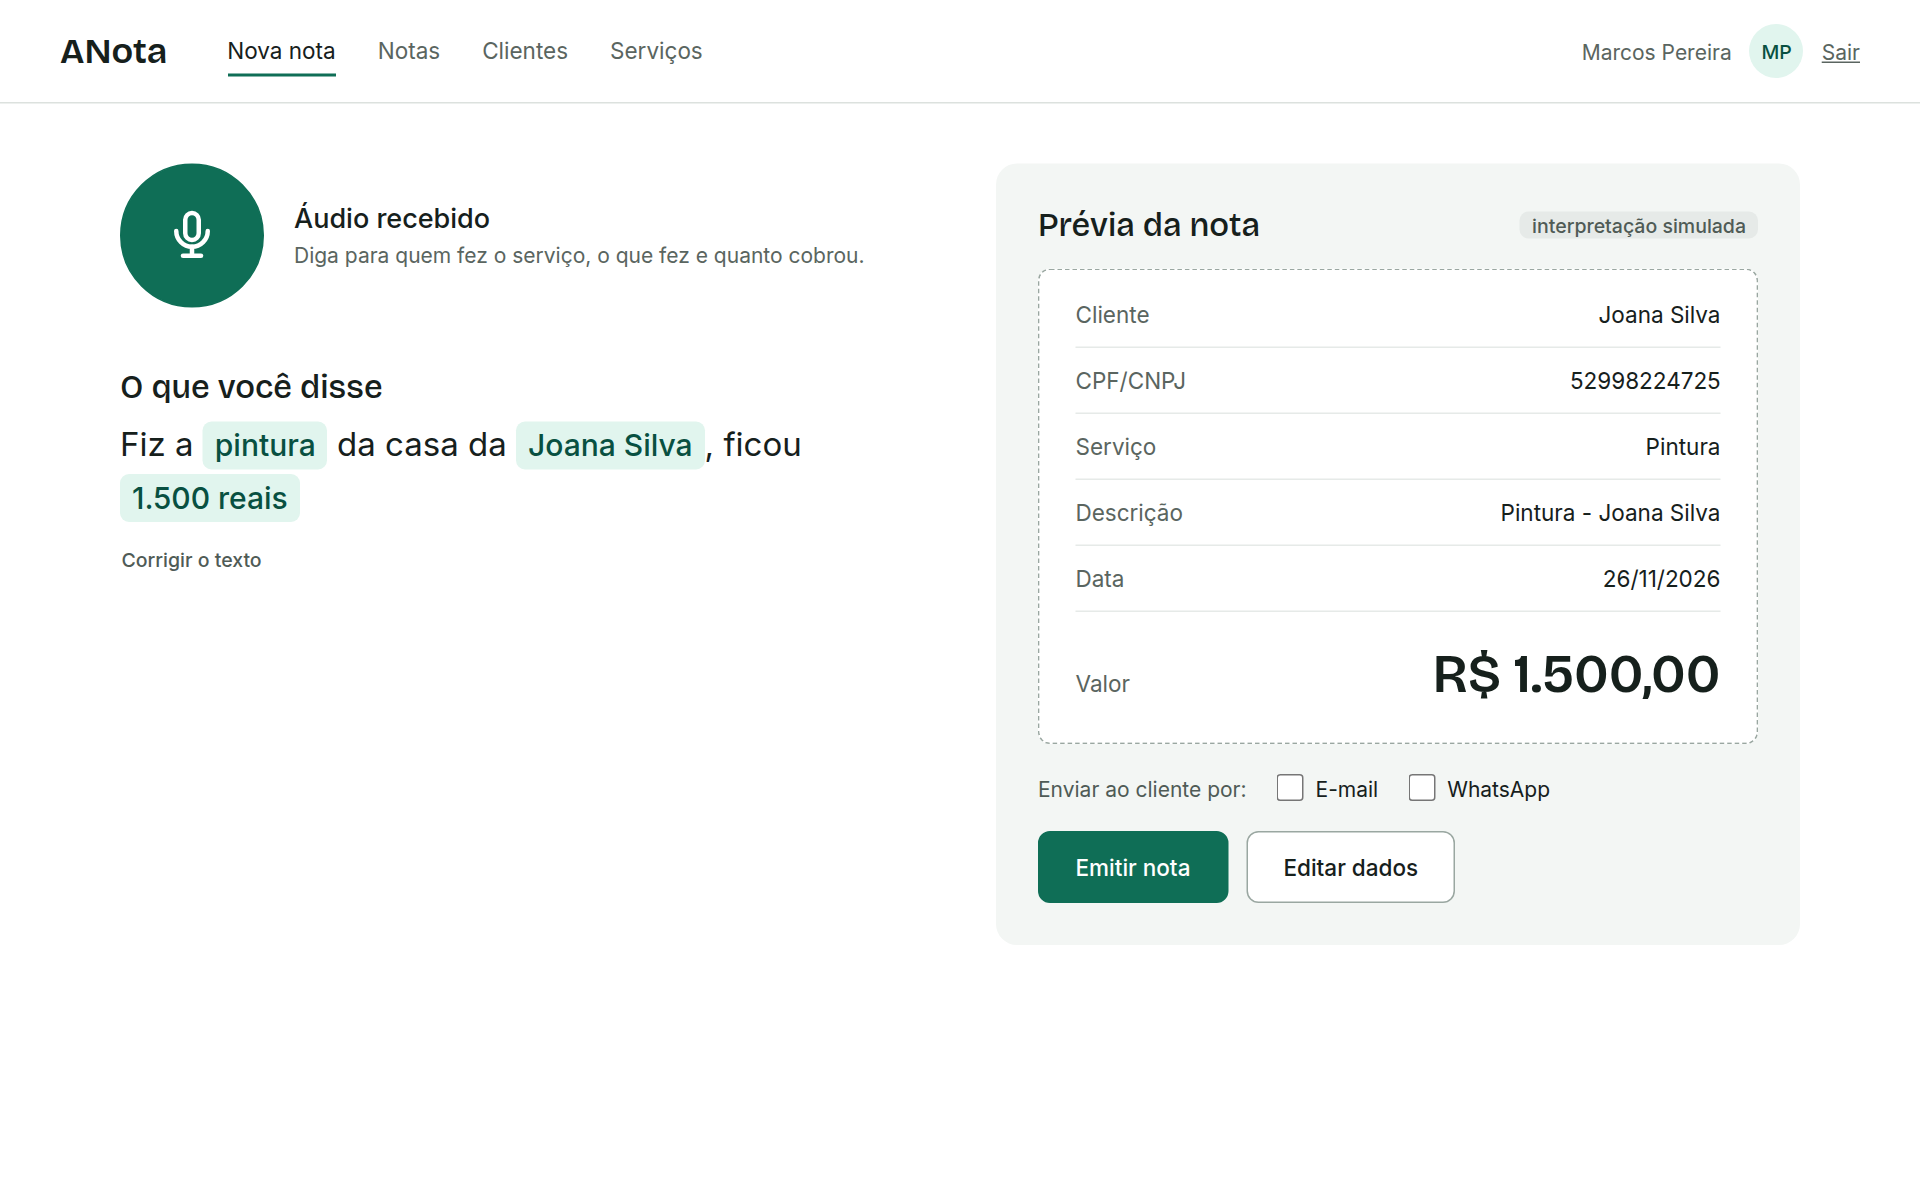 ANota
Nova nota
Notas
Clientes
Serviços
Marcos Pereira
MP
Sair
Áudio recebido
Diga para quem fez o serviço, o que fez e quanto cobrou.
O que você disse
Fiz a pintura da casa da Joana Silva, ficou
1.500 reais
Corrigir o texto
Prévia da nota
interpretação simulada
Cliente Joana Silva
CPF/CNPJ 52998224725
Serviço Pintura
Descrição Pintura - Joana Silva
Data 26/11/2026
Valor R$ 1.500,00
Enviar ao cliente por: E-mail WhatsApp
Emitir nota
Editar dados